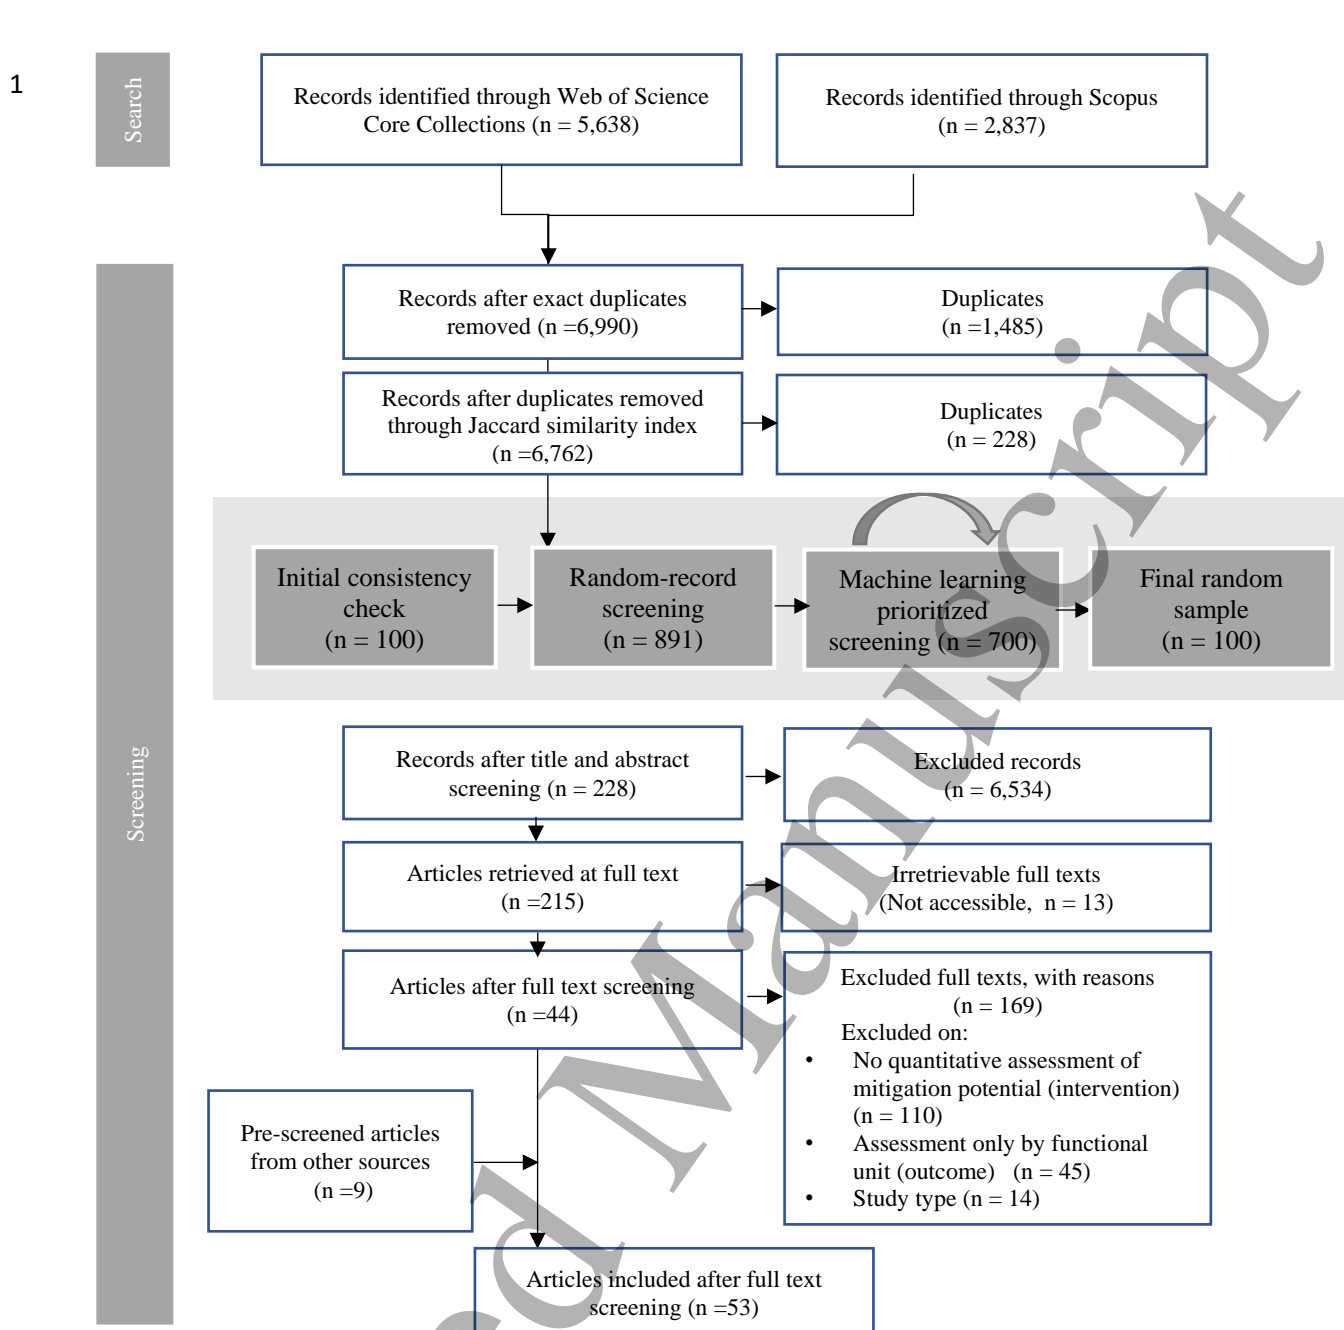 1
Search
Records identified through Web of Science
Core Collections (n = 5,638)
Records identified through Scopus
(n = 2,837)
Screening
Records after exact duplicates
removed (n =6,990)
Duplicates
(n =1,485)
Records after duplicates removed
through Jaccard similarity index
(n =6,762)
Duplicates
(n = 228)
Initial consistency
check
(n = 100)
Random-record
screening
(n = 891)
Machine learning
prioritized
screening (n = 700)
Final random
sample
(n = 100)
Records after title and abstract
screening (n = 228)
Excluded records
(n = 6,534)
Articles retrieved at full text
(n =215)
Irretrievable full texts
(Not accessible, n = 13)
Articles after full text screening
(n =44)
Excluded full texts, with reasons
(n = 169)
Excluded on:
• No quantitative assessment of
mitigation potential (intervention)
(n = 110)
• Assessment only by functional
unit (outcome) (n = 45)
• Study type (n = 14)
Pre-screened articles
from other sources
(n =9)
Articles included after full text
screening (n =53)
Manuscript